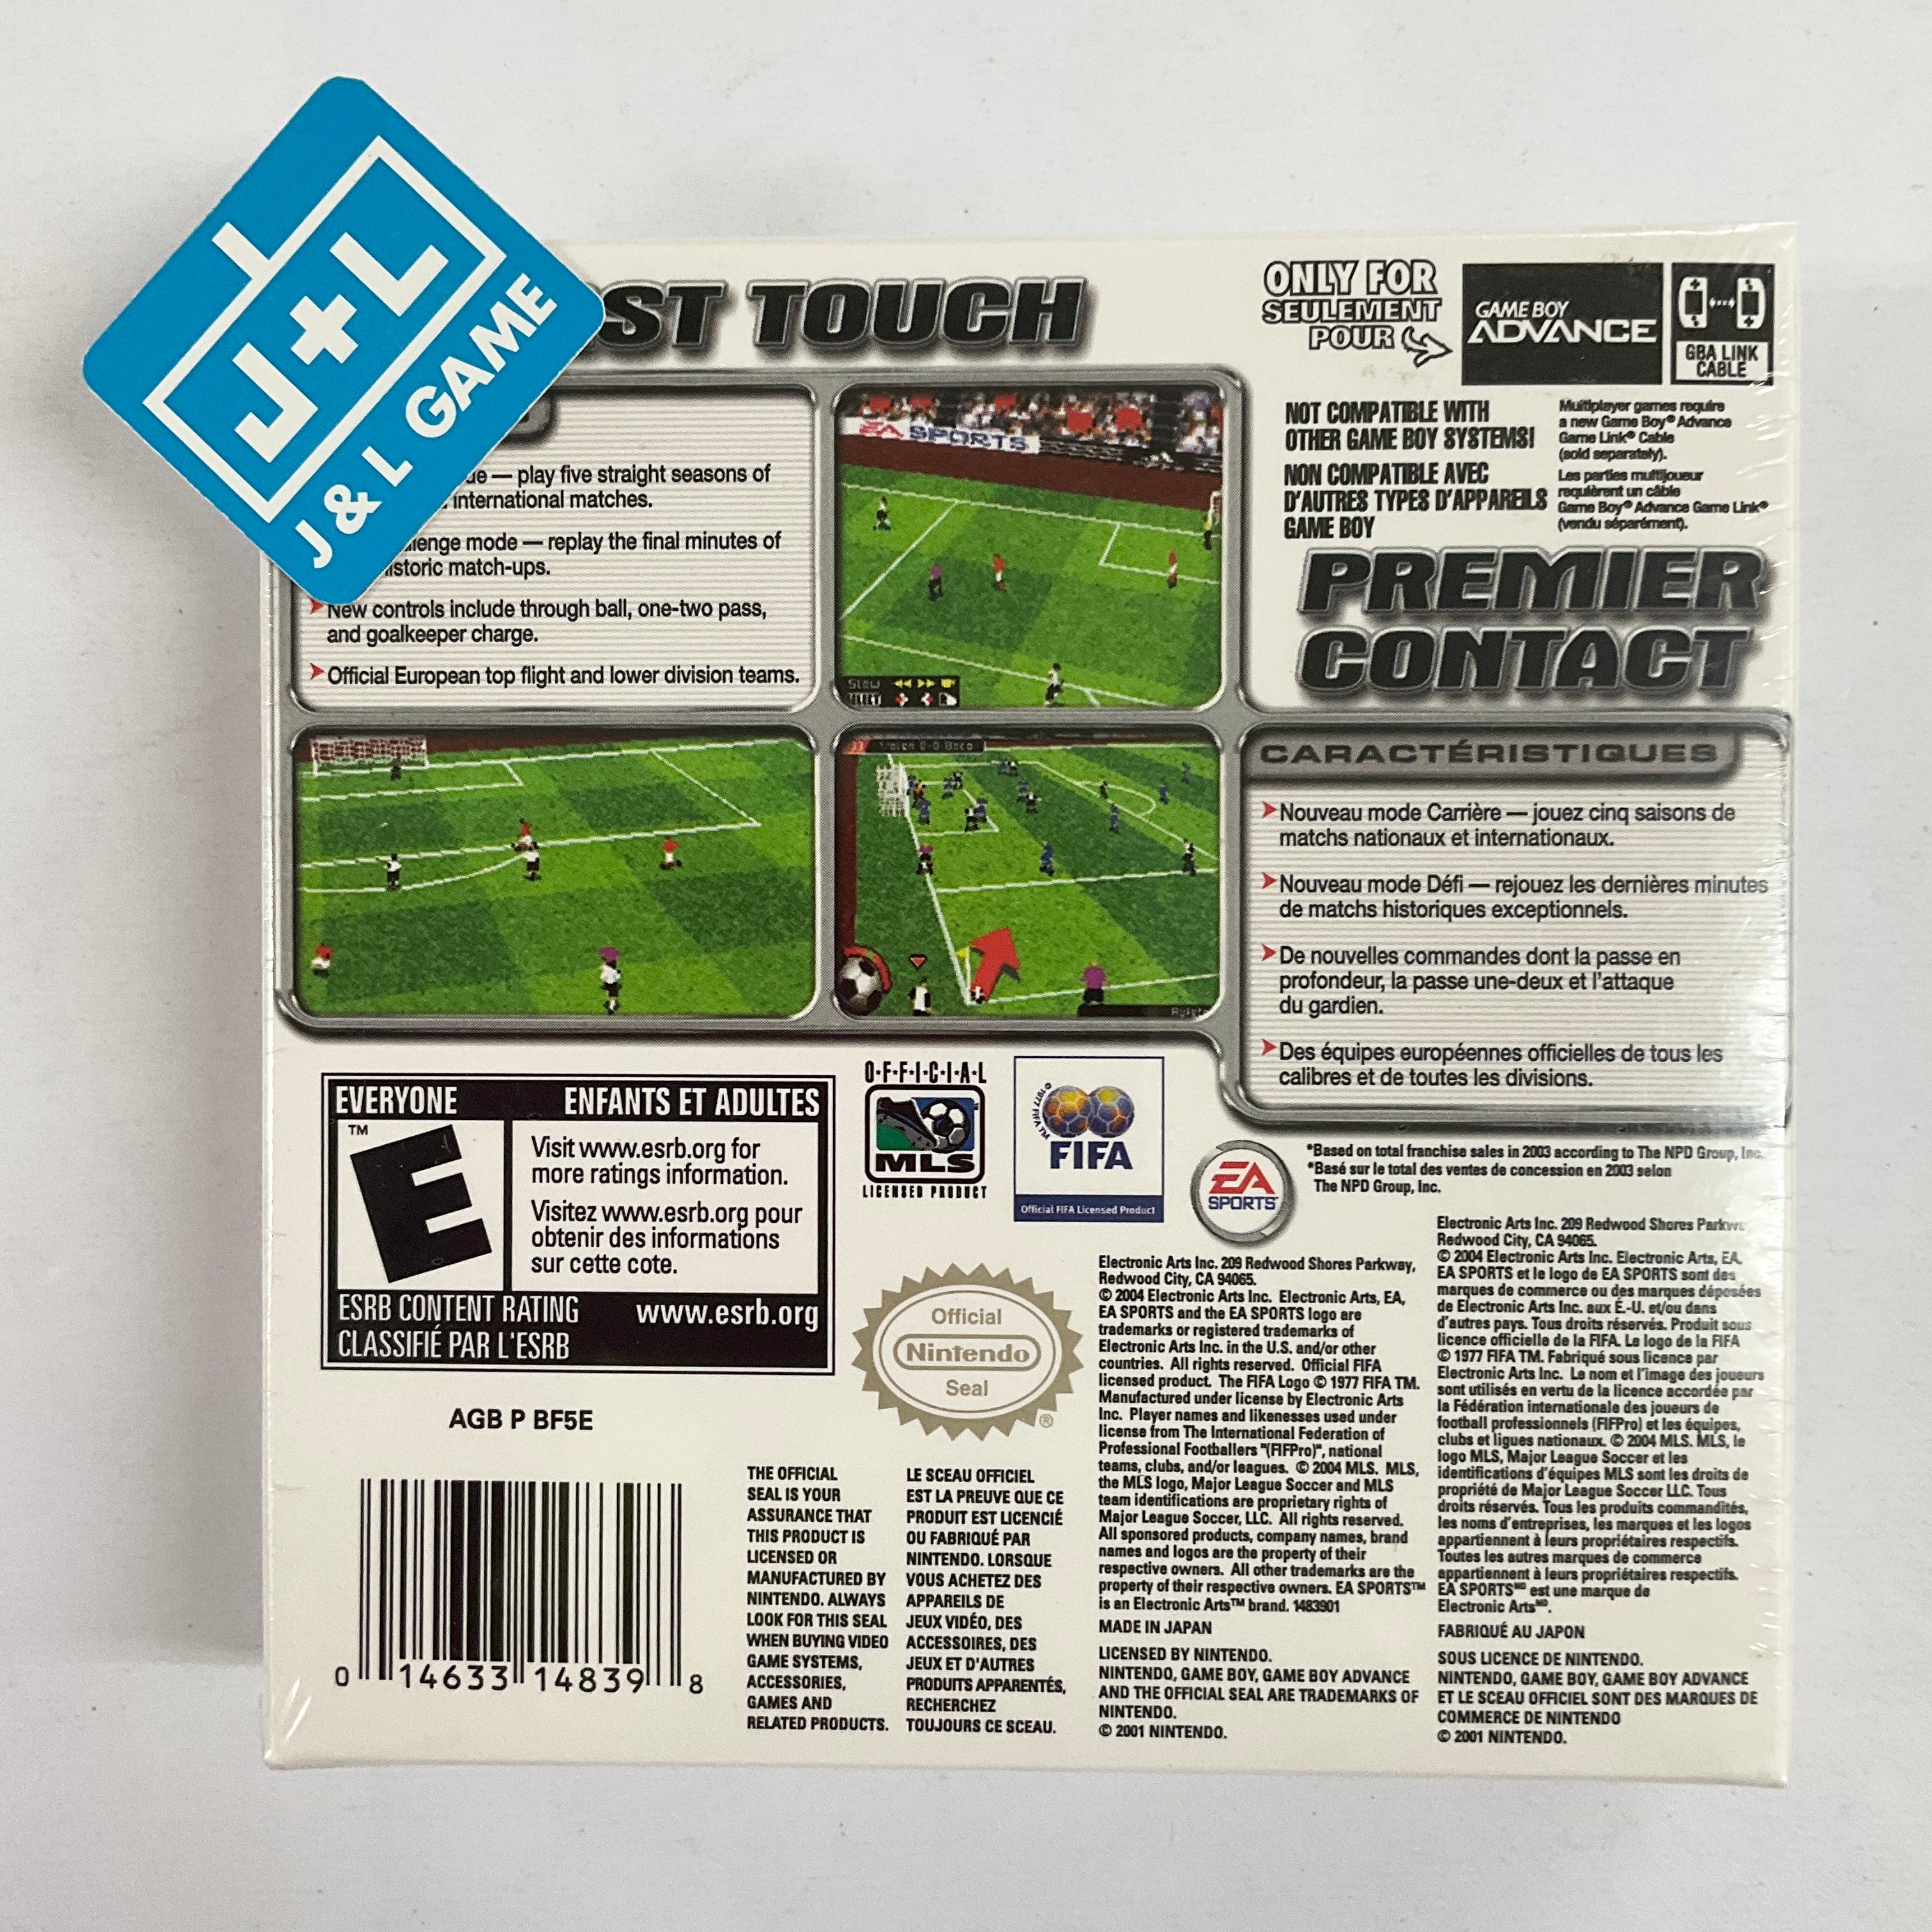 J+L
J & L GAME
ST TOUCH
ONLY FOR
SEULEMENT
POUR
GAME BOY
ADVANCE
GBA LINK
CABLE
NOT COMPATIBLE WITH
OTHER GAME BOY SYSTEMS!
NON COMPATIBLE AVEC
D'AUTRES TYPES D'APPAREILS
GAME BOY
Multiplayer games require
a new Game Boy® Advance
Game Link® Cable
(sold separately).
Les parties multijoueur
requièrent un câble
Game Boy® Advance Game Link®
(vendu séparément).
— play five straight seasons of
international matches.
mode — replay the final minutes of
match-ups.
New controls include through ball, one-two pass,
and goalkeeper charge.
Official European top flight and lower division teams.
EA SPORTS
Slow
SELECT
PREMIER
CONTACT
CARACTÉRISTIQUES
Nouveau mode Carrière — jouez cinq saisons de
matchs nationaux et internationaux.
Nouveau mode Défi — rejouez les dernières minutes
de matchs historiques exceptionnels.
De nouvelles commandes dont la passe en
profondeur, la passe une-deux et l'attaque
du gardien.
Des équipes européennes officielles de tous les
calibres et de toutes les divisions.
EVERYONE
ENFANTS ET ADULTES
™
E
Visit www.esrb.org for
more ratings information.
Visitez www.esrb.org pour
obtenir des informations
sur cette cote.
ESRB CONTENT RATING
www.esrb.org
CLASSIFIÉ PAR L'ESRB
O·F·F·I·C·I·A·L
MLS
LICENSED PRODUCT
© 1977 FIFA TM
FIFA
Official FIFA Licensed Product
EA
SPORTS
*Based on total franchise sales in 2003 according to The NPD Group, Inc.
*Basé sur le total des ventes de concession en 2003 selon
The NPD Group, Inc.
Official
Nintendo
Seal
®
AGB P BF5E
0 14633 14839 8
THE OFFICIAL
SEAL IS YOUR
ASSURANCE THAT
THIS PRODUCT IS
LICENSED OR
MANUFACTURED BY
NINTENDO. ALWAYS
LOOK FOR THIS SEAL
WHEN BUYING VIDEO
GAME SYSTEMS,
ACCESSORIES,
GAMES AND
RELATED PRODUCTS.
LE SCEAU OFFICIEL
EST LA PREUVE QUE CE
PRODUIT EST LICENCIÉ
OU FABRIQUÉ PAR
NINTENDO. LORSQUE
VOUS ACHETEZ DES
APPAREILS DE
JEUX VIDÉO, DES
ACCESSOIRES, DES
JEUX ET D'AUTRES
PRODUITS APPARENTÉS,
RECHERCHEZ
TOUJOURS CE SCEAU.
Electronic Arts Inc. 209 Redwood Shores Parkway,
Redwood City, CA 94065.
© 2004 Electronic Arts Inc. Electronic Arts, EA,
EA SPORTS and the EA SPORTS logo are
trademarks or registered trademarks of
Electronic Arts Inc. in the U.S. and/or other
countries. All rights reserved. Official FIFA
licensed product. The FIFA Logo © 1977 FIFA TM.
Manufactured under license by Electronic Arts
Inc. Player names and likenesses used under
license from The International Federation of
Professional Footballers "(FIFPro)", national
teams, clubs, and/or leagues. © 2004 MLS. MLS,
the MLS logo, Major League Soccer and MLS
team identifications are proprietary rights of
Major League Soccer, LLC. All rights reserved.
All sponsored products, company names, brand
names and logos are the property of their
respective owners. All other trademarks are the
property of their respective owners. EA SPORTS™
is an Electronic Arts™ brand. 1483901
MADE IN JAPAN
LICENSED BY NINTENDO.
NINTENDO, GAME BOY, GAME BOY ADVANCE
AND THE OFFICIAL SEAL ARE TRADEMARKS OF
NINTENDO.
© 2001 NINTENDO.
Electronic Arts Inc. 209 Redwood Shores
Redwood City, CA 94065.
© 2004 Electronic Arts Inc. Electronic Arts, EA,
EA SPORTS et le logo de EA SPORTS sont des
marques de commerce ou des marques déposées
de Electronic Arts Inc. aux É.-U. et/ou dans
d'autres pays. Tous droits réservés. Produit sous
licence officielle de la FIFA. Le logo de la FIFA
© 1977 FIFA TM. Fabriqué sous licence par
Electronic Arts Inc. Le nom et l'image des joueurs
sont utilisés en vertu de la licence accordée par
la Fédération internationale des joueurs de
football professionnels (FIFPro) et les équipes,
clubs et ligues nationaux. © 2004 MLS. MLS, le
logo MLS, Major League Soccer et les
identifications d'équipes MLS sont les droits de
propriété de Major League Soccer LLC. Tous
droits réservés. Tous les produits commandités,
les noms d'entreprises, les marques et les logos
appartiennent à leurs propriétaires respectifs.
Toutes les autres marques de commerce
appartiennent à leurs propriétaires respectifs.
EA SPORTS MD est une marque de
Electronic Arts MD.
FABRIQUÉ AU JAPON
SOUS LICENCE DE NINTENDO.
NINTENDO, GAME BOY, GAME BOY ADVANCE
ET LE SCEAU OFFICIEL SONT DES MARQUES DE
COMMERCE DE NINTENDO
© 2001 NINTENDO.